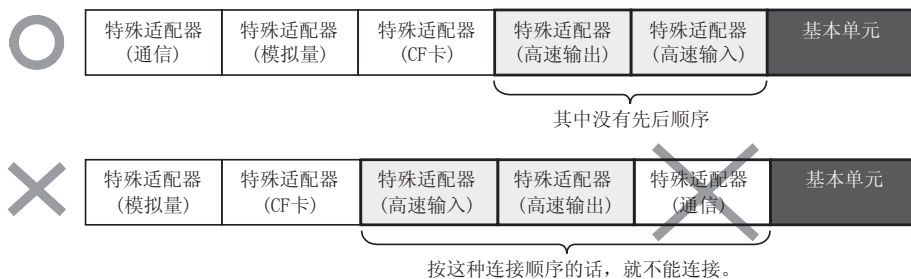 特殊适配器 特殊适配器 特殊适配器 特殊适配器 特殊适配器 基本单元
(通信) (模拟量) (CF卡) (高速输出) (高速输入)
其中没有先后顺序
特殊适配器 特殊适配器 特殊适配器 特殊适配器 特殊适配器 基本单元
(模拟量) (CF卡) (高速输入) (高速输出) (通信)
按这种连接顺序的话，就不能连接。